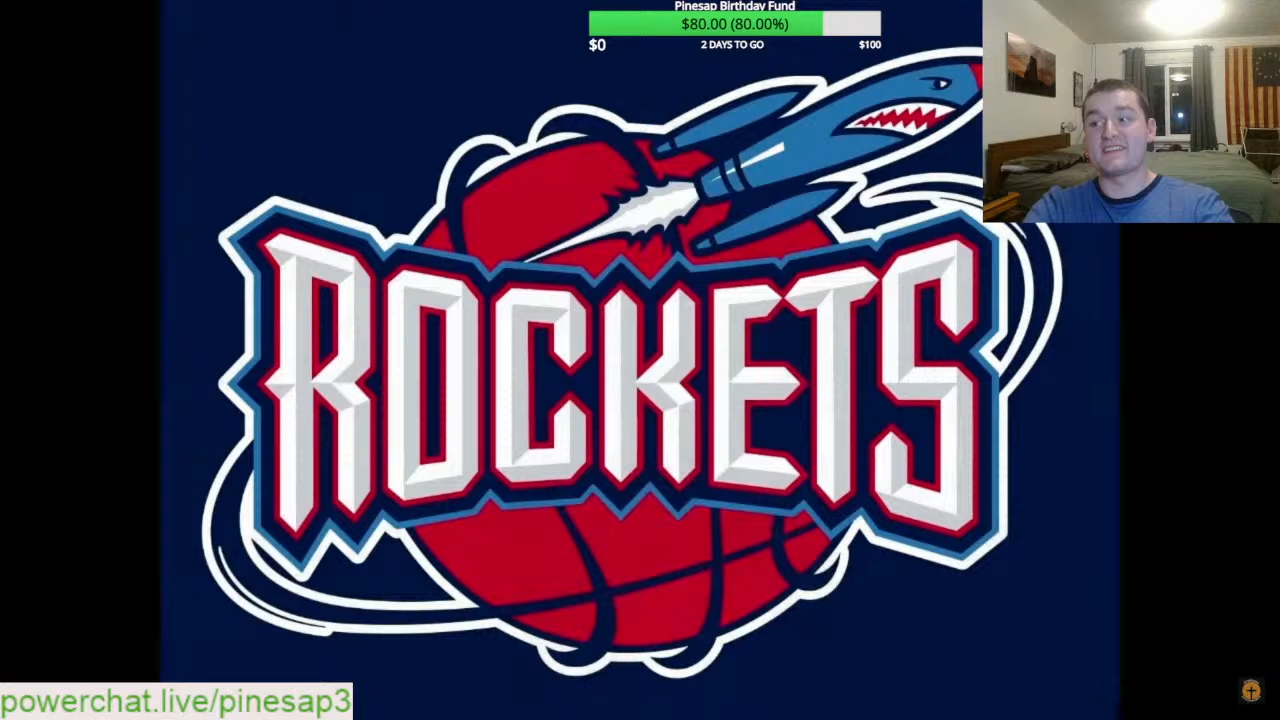 Pinesap Birthday Fund
$80.00 (80.00%)
$0 2 DAYS TO GO $100
ROCKETS
powerchat.live/pinesap3